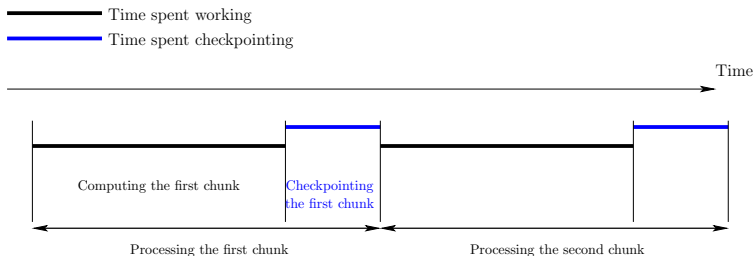 Time spent working
Time spent checkpointing
Time
Computing the first chunk
Checkpointing
the first chunk
Processing the first chunk
Processing the second chunk